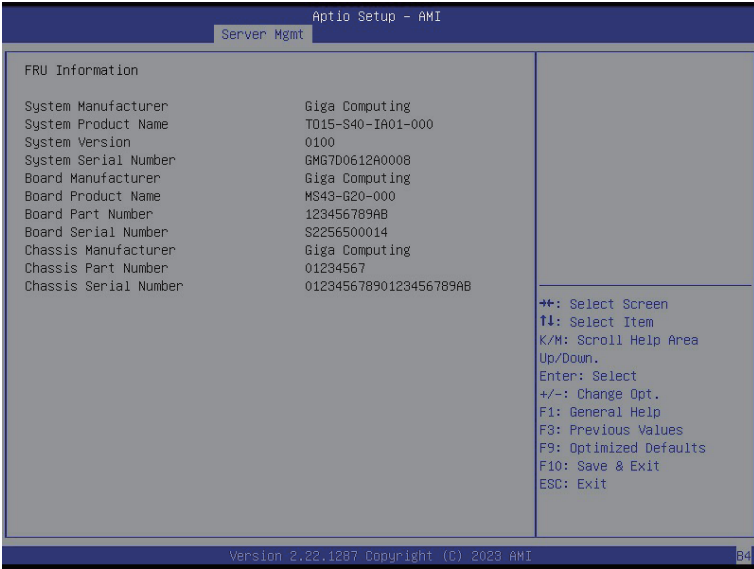 Aptio Setup – AMI
Server Mgmt
FRU Information
System Manufacturer Giga Computing
System Product Name TO15-S40-IA01-000
System Version 0100
System Serial Number GMG7D0612A0008
Board Manufacturer Giga Computing
Board Product Name MS43-G20-000
Board Part Number 123456789AB
Board Serial Number S2256500014
Chassis Manufacturer Giga Computing
Chassis Part Number 01234567
Chassis Serial Number 01234567890123456789AB
→←: Select Screen
↑↓: Select Item
K/M: Scroll Help Area
Up/Down.
Enter: Select
+/-: Change Opt.
F1: General Help
F3: Previous Values
F9: Optimized Defaults
F10: Save & Exit
ESC: Exit
Version 2.22.1287 Copyright (C) 2023 AMI
B4